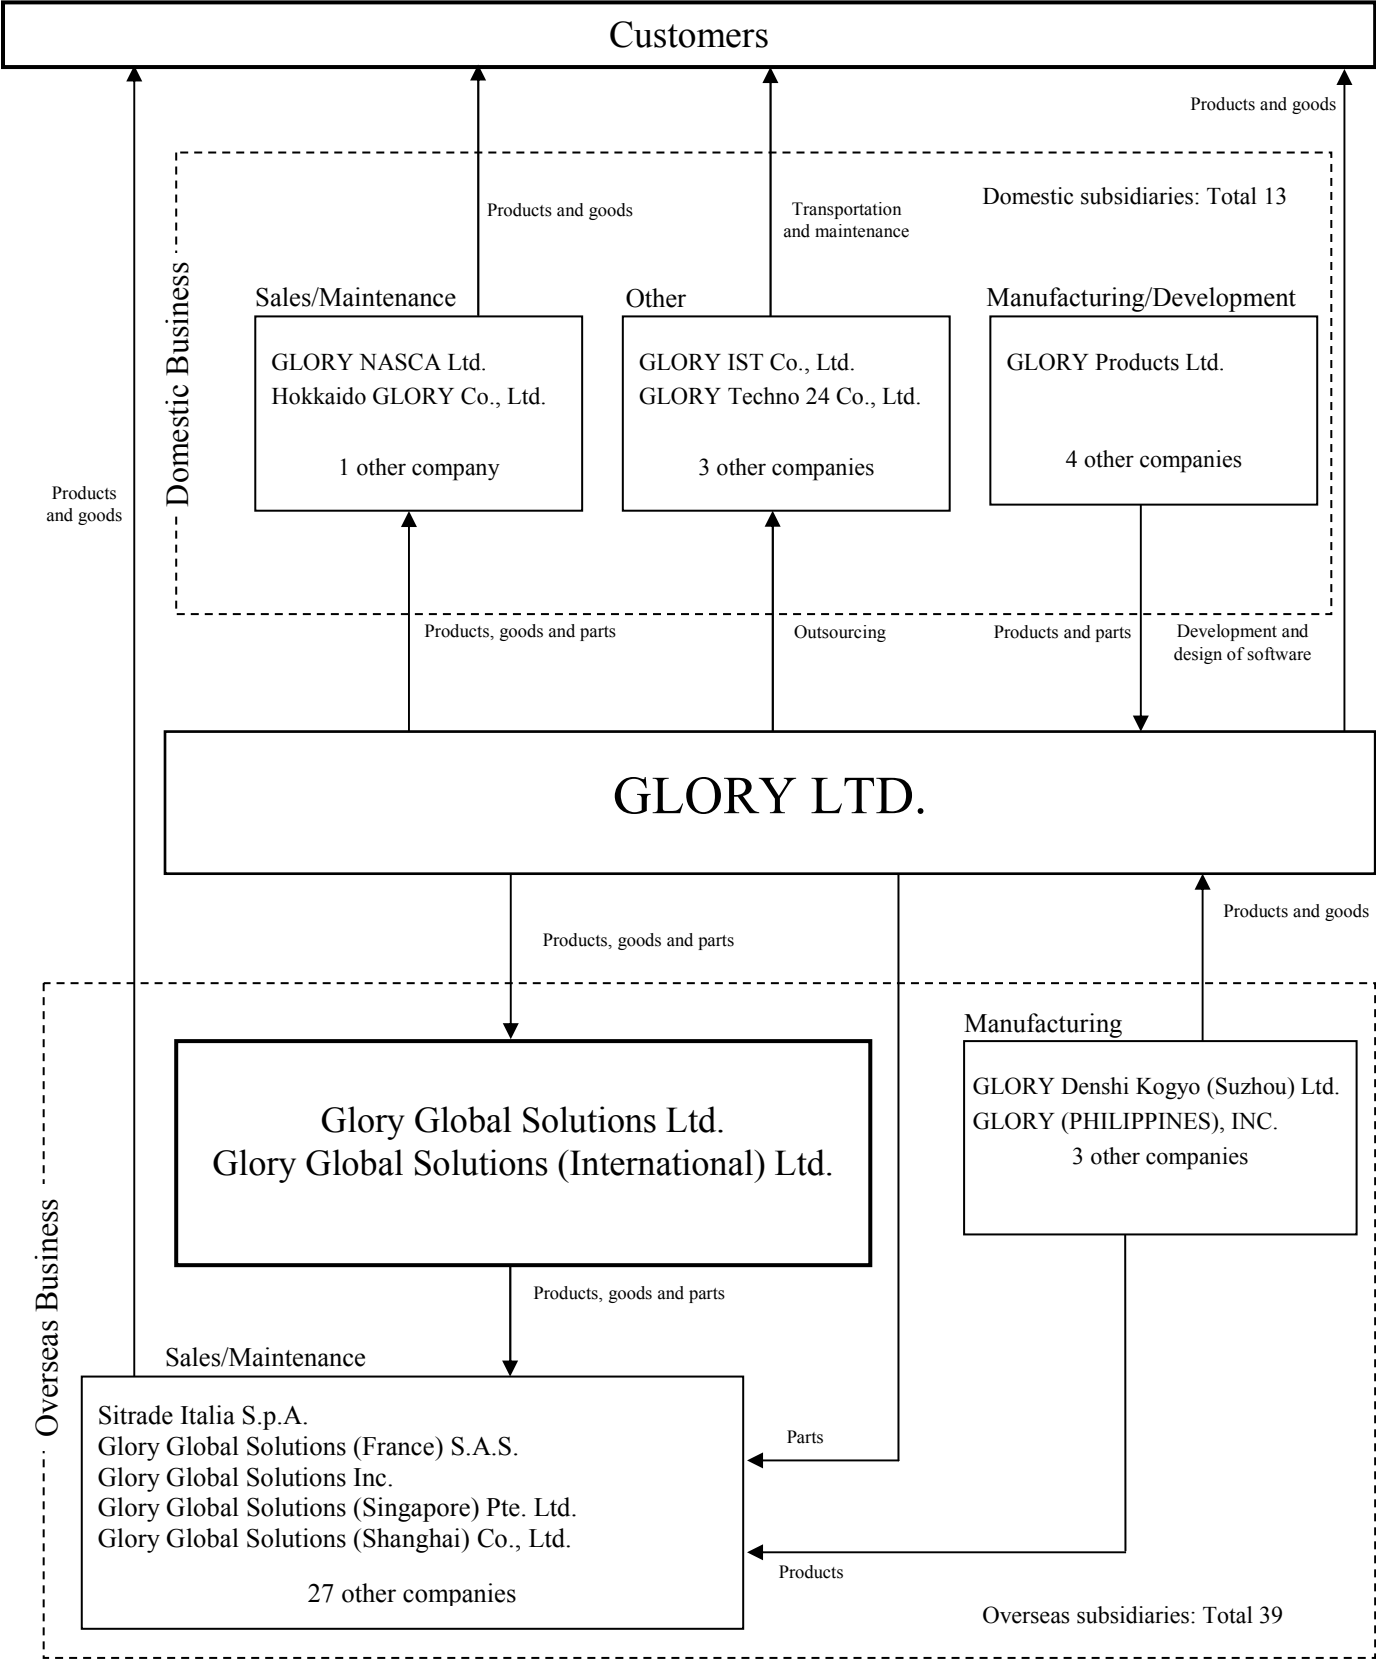 Customers
Products and goods
Domestic subsidiaries: Total 13
Products and goods
Transportation
and maintenance
Domestic Business
Sales/Maintenance
GLORY NASCA Ltd.
Hokkaido GLORY Co., Ltd.
1 other company
Other
GLORY IST Co., Ltd.
GLORY Techno 24 Co., Ltd.
3 other companies
Manufacturing/Development
GLORY Products Ltd.
4 other companies
Products
and goods
Products, goods and parts
Outsourcing
Products and parts
Development and
design of software
GLORY LTD.
Products, goods and parts
Products and goods
Overseas Business
Glory Global Solutions Ltd.
Glory Global Solutions (International) Ltd.
Manufacturing
GLORY Denshi Kogyo (Suzhou) Ltd.
GLORY (PHILIPPINES), INC.
3 other companies
Products, goods and parts
Sales/Maintenance
Sitrade Italia S.p.A.
Glory Global Solutions (France) S.A.S.
Glory Global Solutions Inc.
Glory Global Solutions (Singapore) Pte. Ltd.
Glory Global Solutions (Shanghai) Co., Ltd.
27 other companies
Parts
Products
Overseas subsidiaries: Total 39